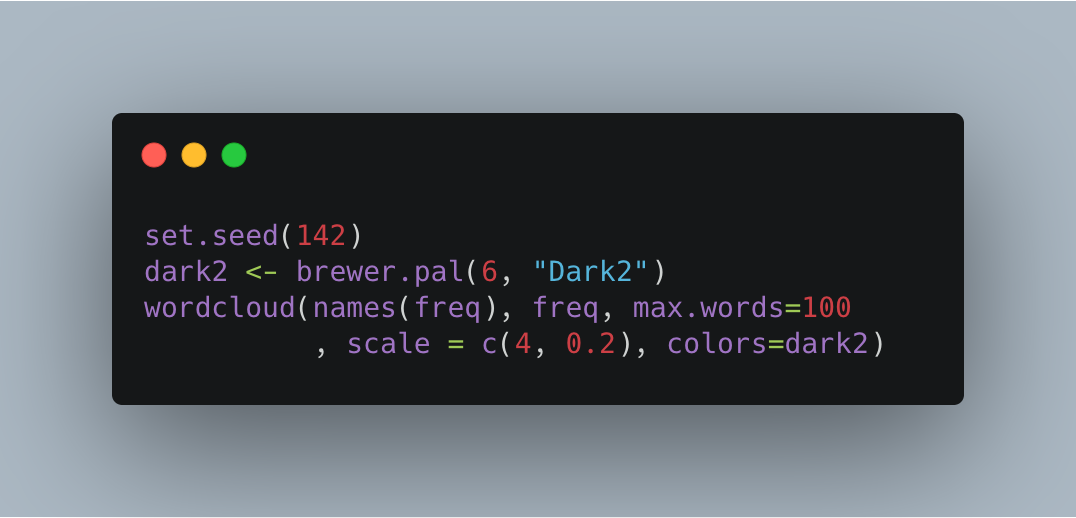 set.seed(142)
dark2 <- brewer.pal(6, "Dark2")
wordcloud(names(freq), freq, max.words=100
          , scale = c(4, 0.2), colors=dark2)